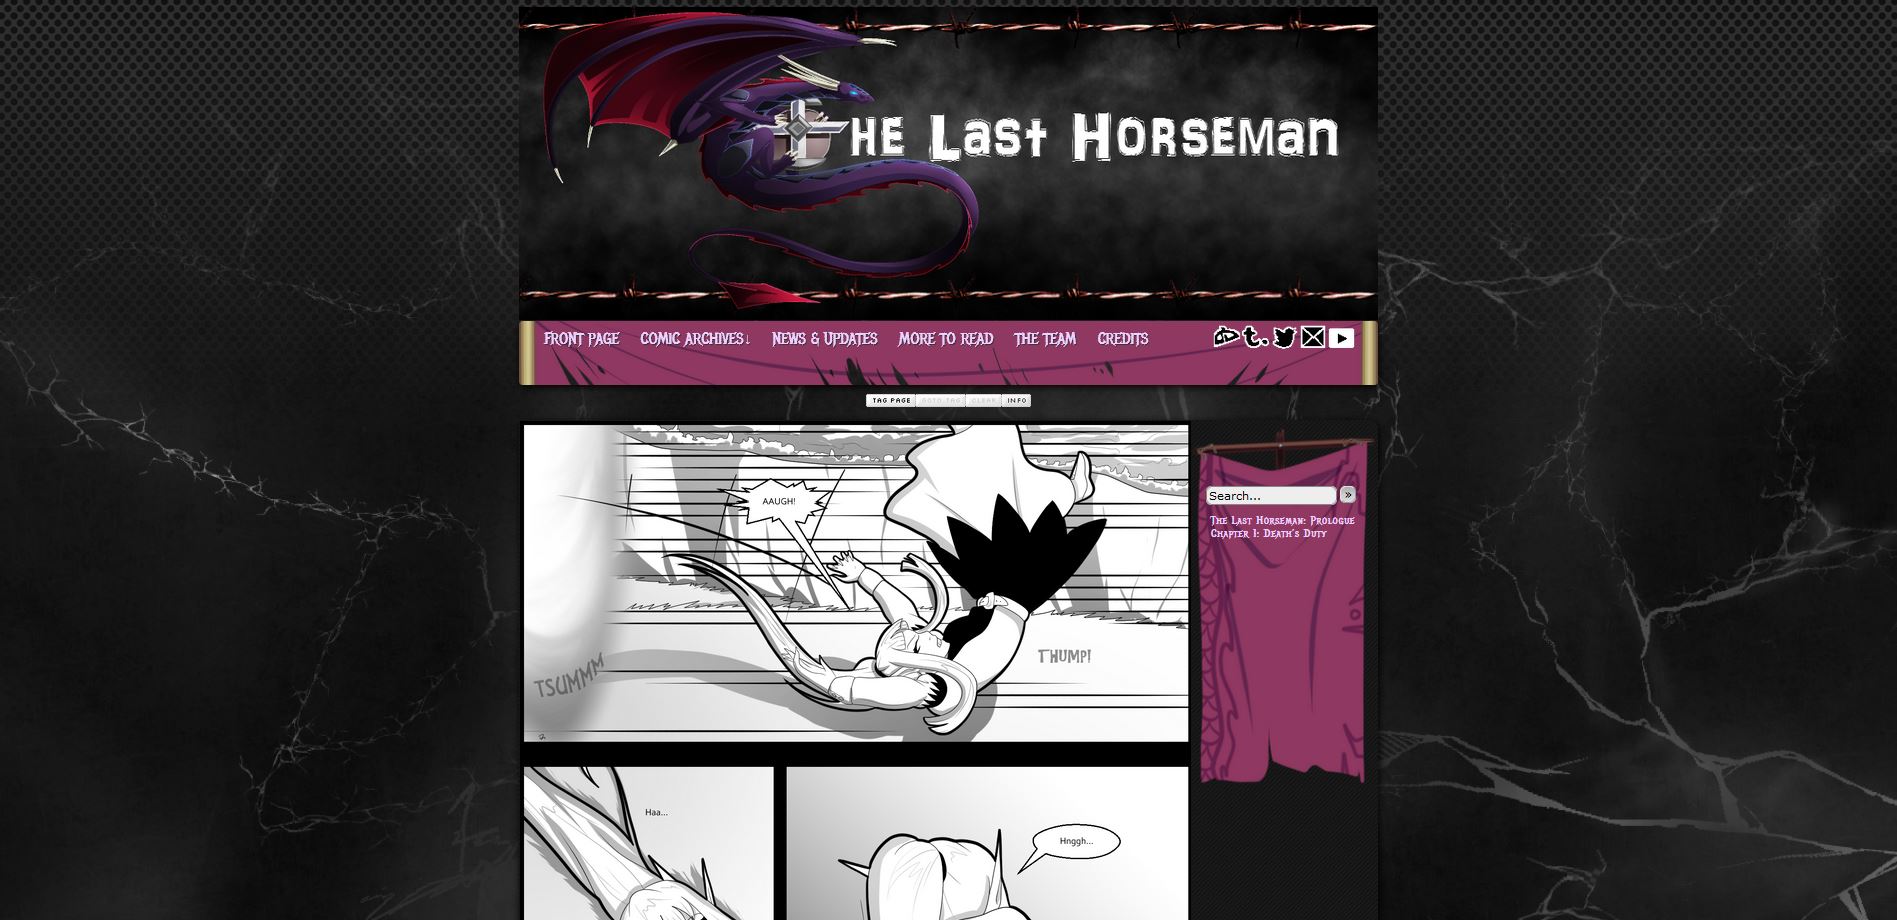 The Last Horseman
FRONT PAGE COMIC ARCHIVES↓ NEWS & UPDATES MORE TO READ THE TEAM CREDITS
TAG PAGE GOTO TAG CLEAR INFO
AAUGH!
THUMP!
TSUMMM
Search... »
The Last Horseman: Prologue
Chapter 1: Death's Duty
Haa...
Hnggh...